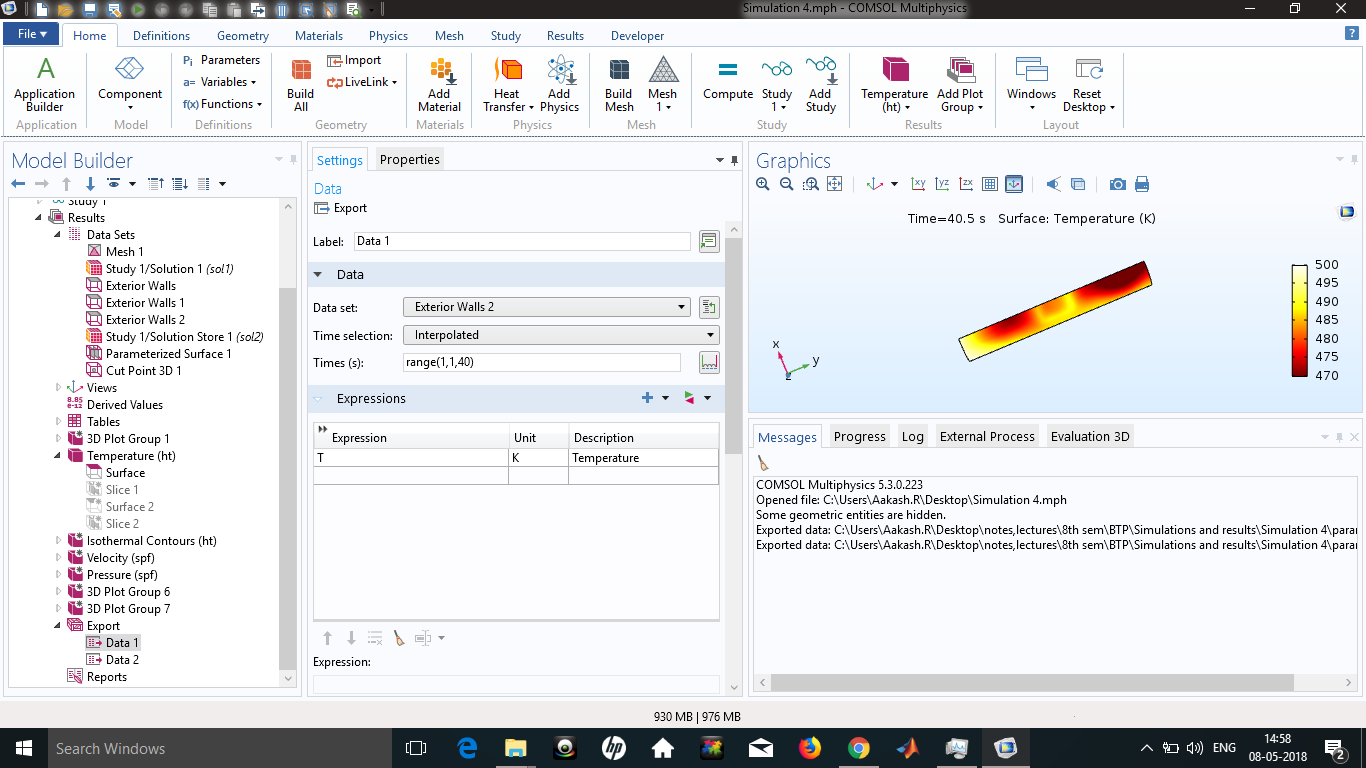 Simulation 4.mph - COMSOL Multiphysics
File Home Definitions Geometry Materials Physics Mesh Study Results Developer
A Application Builder
Application
Component
Model
Pi Parameters
a= Variables
f(x) Functions
Definitions
Build All
Import
LiveLink
Geometry
Add Material
Materials
Heat Transfer
Add Physics
Physics
Build Mesh
Mesh 1
Mesh
Compute
Study 1
Add Study
Study
Temperature (ht)
Add Plot Group
Results
Windows
Reset Desktop
Layout
Model Builder
Study 1
Results
Data Sets
Mesh 1
Study 1/Solution 1 (sol1)
Exterior Walls
Exterior Walls 1
Exterior Walls 2
Study 1/Solution Store 1 (sol2)
Parameterized Surface 1
Cut Point 3D 1
Views
8.85 e-12 Derived Values
Tables
3D Plot Group 1
Temperature (ht)
Surface
Slice 1
Surface 2
Slice 2
Isothermal Contours (ht)
Velocity (spf)
Pressure (spf)
3D Plot Group 6
3D Plot Group 7
Export
Data 1
Data 2
Reports
Settings Properties
Data
Export
Label: Data 1
Data
Data set: Exterior Walls 2
Time selection: Interpolated
Times (s): range(1,1,40)
Expressions
Expression Unit Description
T K Temperature
Expression:
Graphics
xy yz zx
Time=40.5 s Surface: Temperature (K)
500
495
490
485
480
475
470
x
y
z
Messages Progress Log External Process Evaluation 3D
COMSOL Multiphysics 5.3.0.223
Opened file: C:\Users\Aakash.R\Desktop\Simulation 4.mph
Some geometric entities are hidden.
Exported data: C:\Users\Aakash.R\Desktop\notes,lectures\8th sem\BTP\Simulations and results\Simulation 4\parar
Exported data: C:\Users\Aakash.R\Desktop\notes,lectures\8th sem\BTP\Simulations and results\Simulation 4\parar
930 MB | 976 MB
Search Windows
hp
ENG
14:58
08-05-2018
2